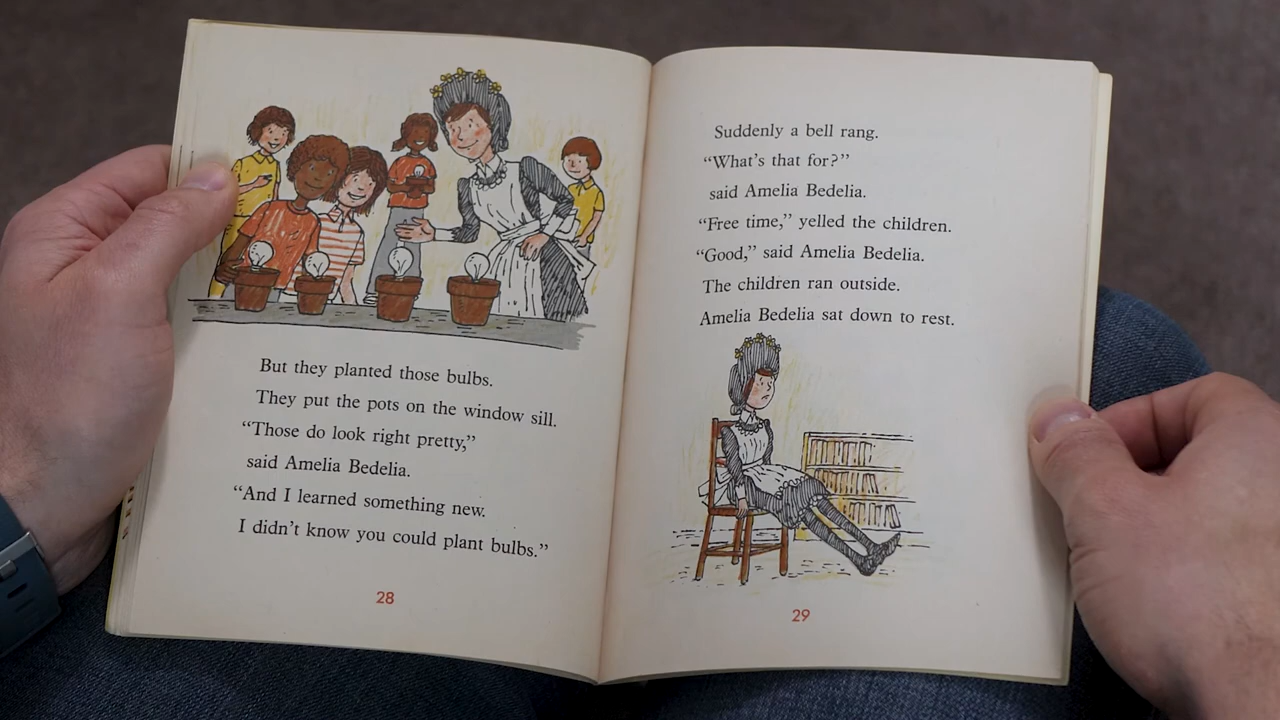 But they planted those bulbs.
They put the pots on the window sill.
“Those do look right pretty,”
said Amelia Bedelia.
“And I learned something new.
I didn’t know you could plant bulbs.”
28
Suddenly a bell rang.
“What’s that for?”
said Amelia Bedelia.
“Free time,” yelled the children.
“Good,” said Amelia Bedelia.
The children ran outside.
Amelia Bedelia sat down to rest.
29